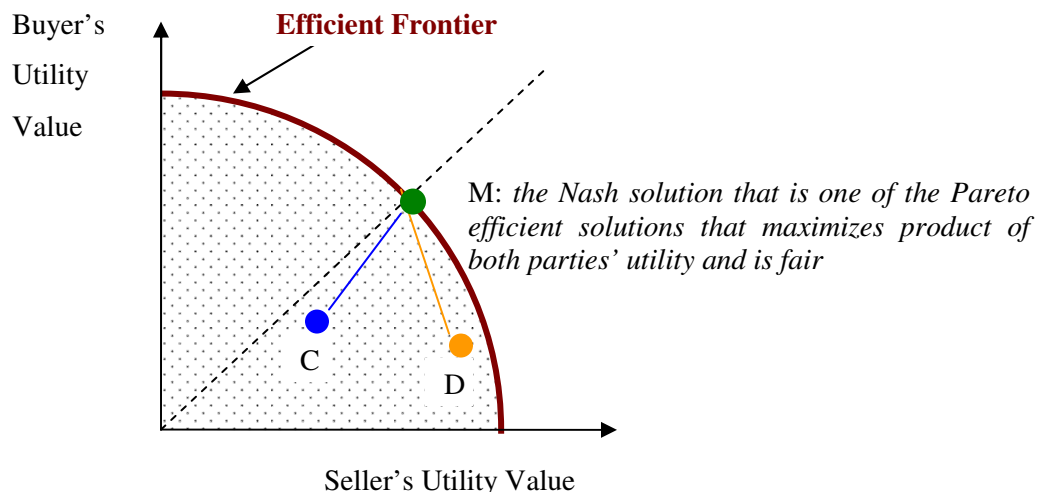 Buyer's
Utility
Value
Efficient Frontier
M: the Nash solution that is one of the Pareto
efficient solutions that maximizes product of
both parties' utility and is fair
C
D
Seller's Utility Value